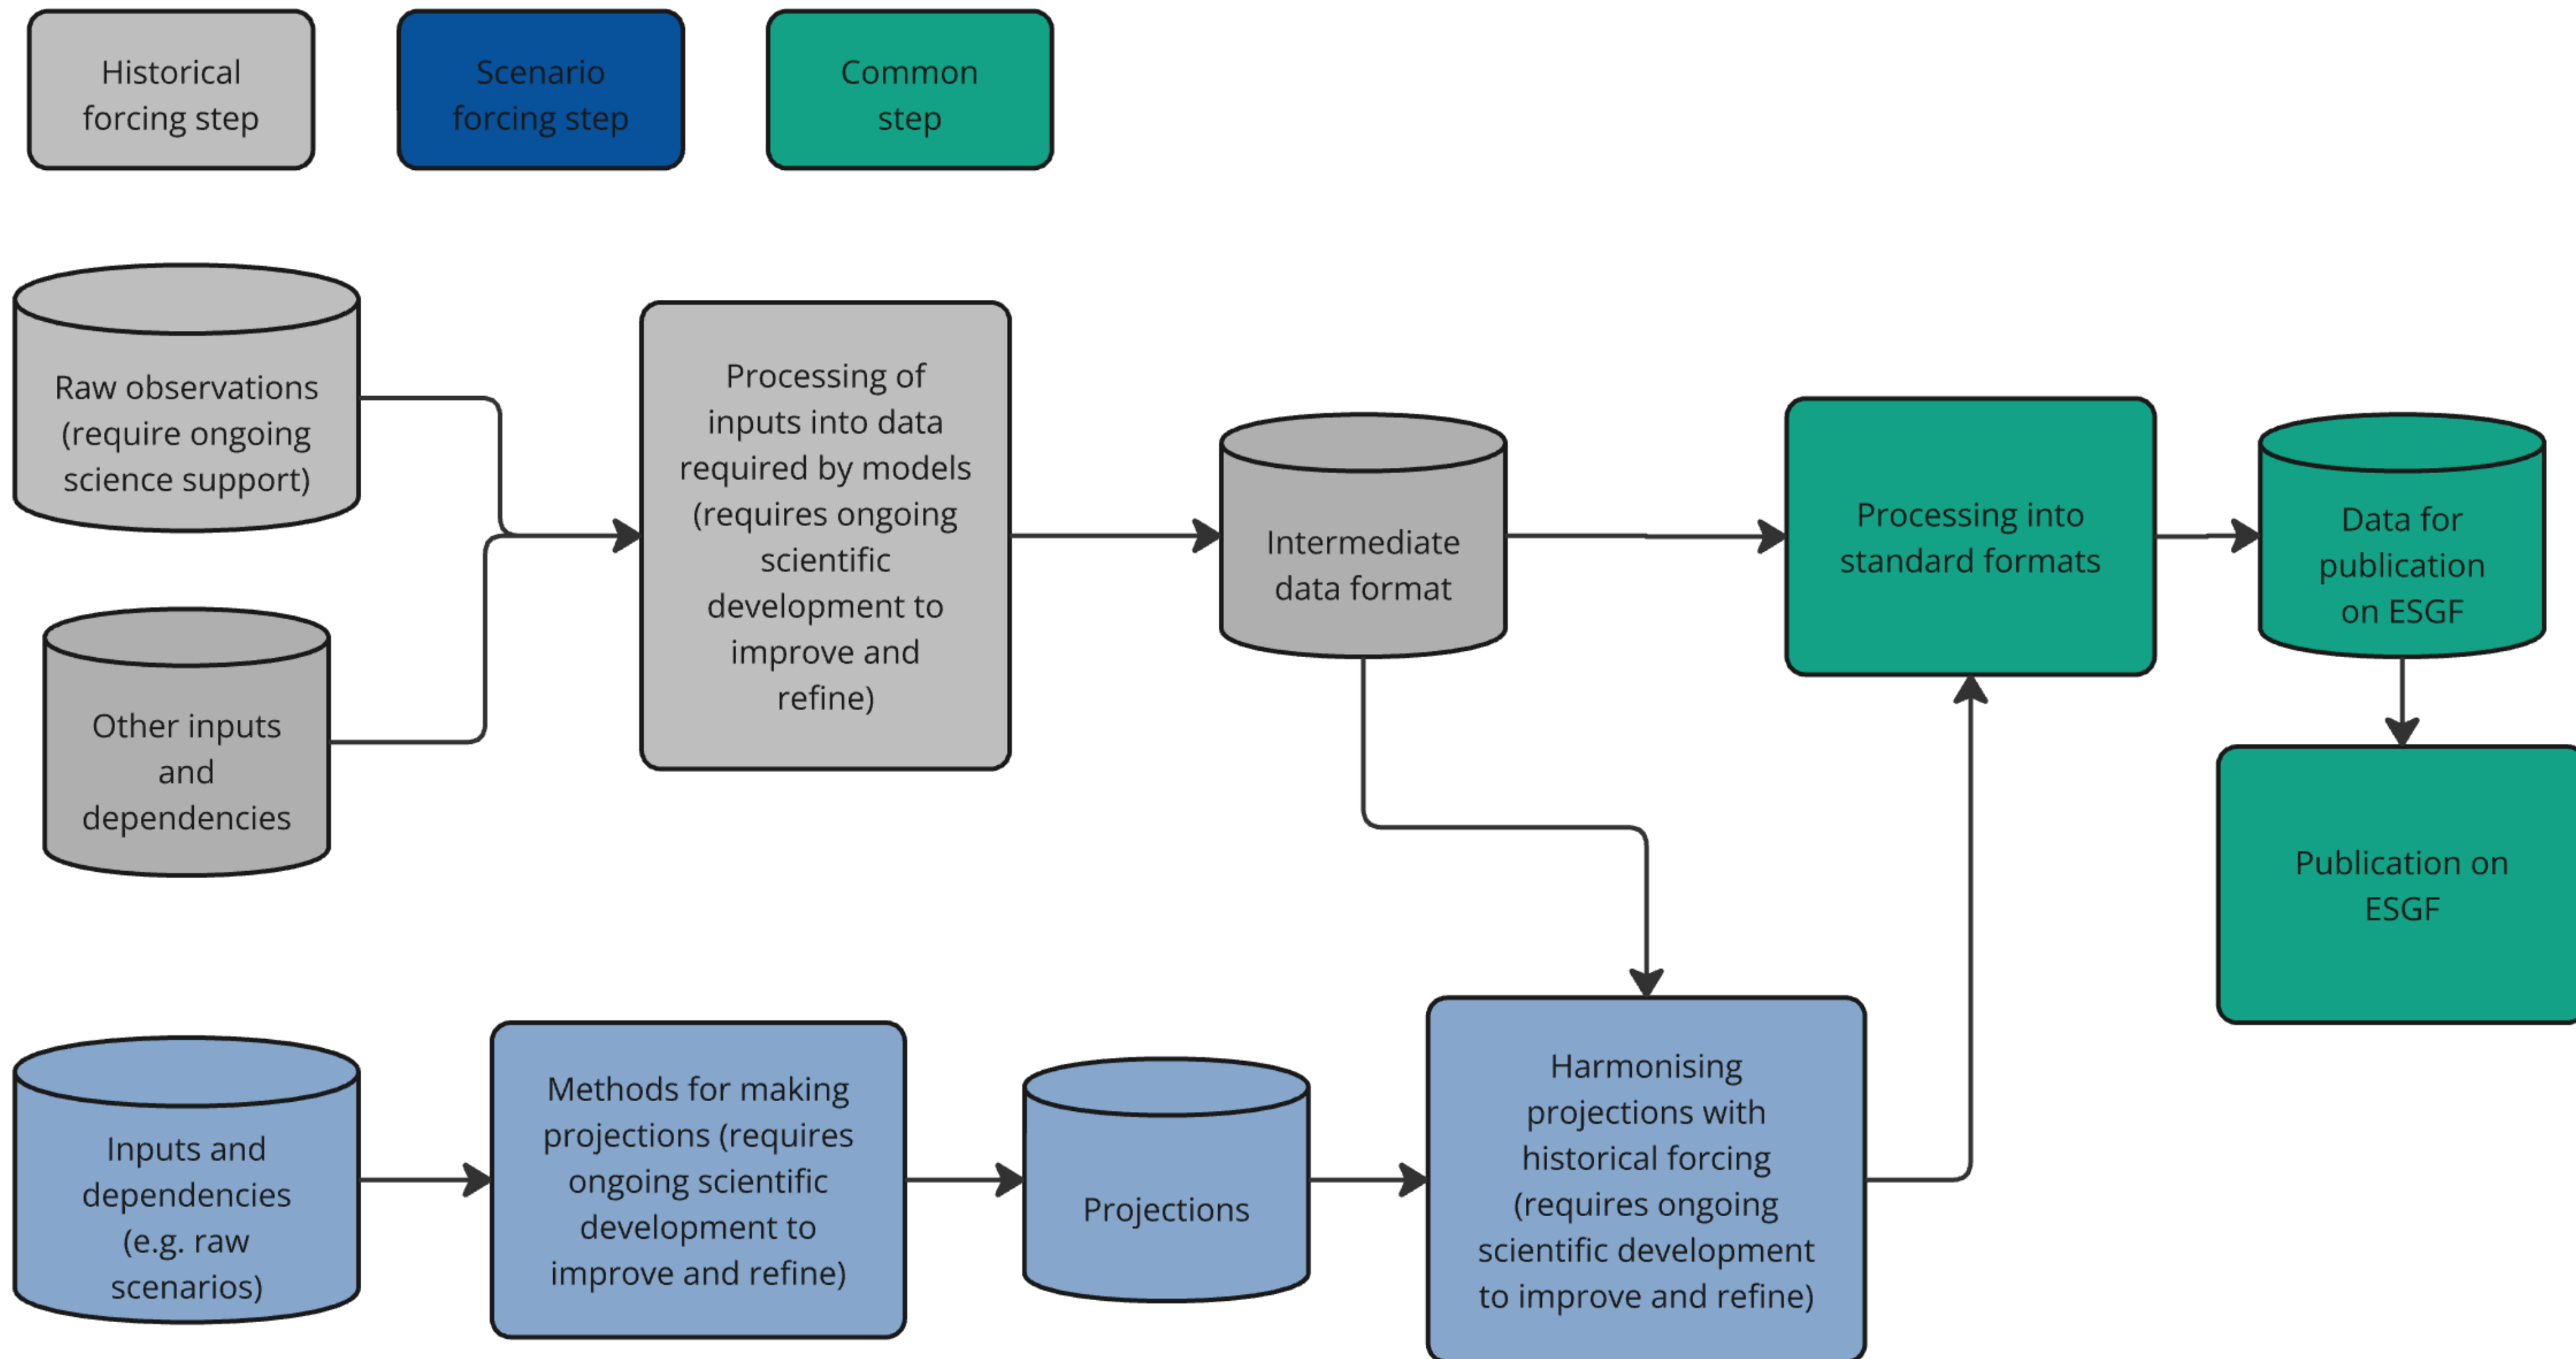 Historical
forcing step
Scenario
forcing step
Common
step
Raw observations
(require ongoing
science support)
Other inputs
and
dependencies
Processing of
inputs into data
required by models
(requires ongoing
scientific
development to
improve and
refine)
Intermediate
data format
Processing into
standard formats
Data for
publication
on ESGF
Publication on
ESGF
Inputs and
dependencies
(e.g. raw
scenarios)
Methods for making
projections (requires
ongoing scientific
development to
improve and refine)
Projections
Harmonising
projections with
historical forcing
(requires ongoing
scientific development
to improve and refine)